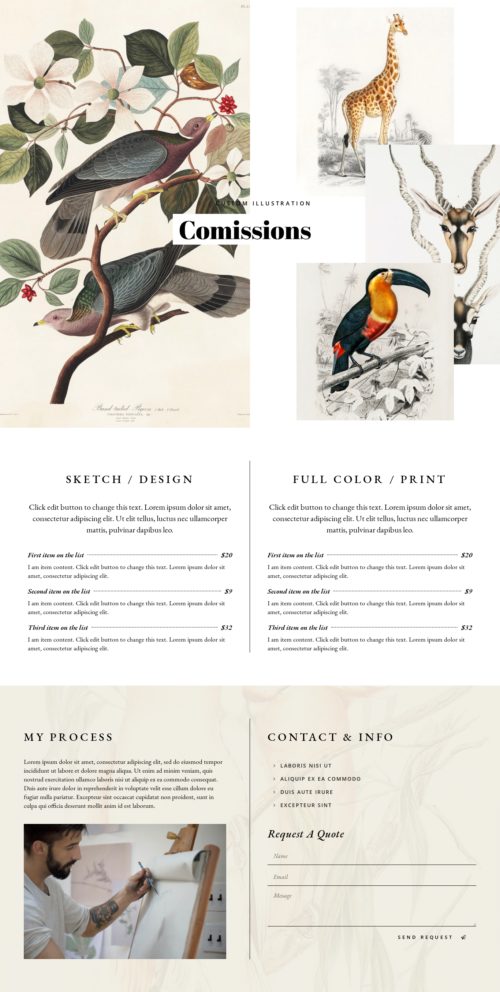 CUSTOM ILLUSTRATION
Comissions
SKETCH / DESIGN
Click edit button to change this text. Lorem ipsum dolor sit amet,
consectetur adipiscing elit. Ut elit tellus, luctus nec ullamcorper
mattis, pulvinar dapibus leo.
First item on the list $20
I am item content. Click edit button to change this text. Lorem ipsum dolor sit
amet, consectetur adipiscing elit.
Second item on the list $9
I am item content. Click edit button to change this text. Lorem ipsum dolor sit
amet, consectetur adipiscing elit.
Third item on the list $32
I am item content. Click edit button to change this text. Lorem ipsum dolor sit
amet, consectetur adipiscing elit.
FULL COLOR / PRINT
Click edit button to change this text. Lorem ipsum dolor sit amet,
consectetur adipiscing elit. Ut elit tellus, luctus nec ullamcorper
mattis, pulvinar dapibus leo.
First item on the list $20
I am item content. Click edit button to change this text. Lorem ipsum dolor sit
amet, consectetur adipiscing elit.
Second item on the list $9
I am item content. Click edit button to change this text. Lorem ipsum dolor sit
amet, consectetur adipiscing elit.
Third item on the list $32
I am item content. Click edit button to change this text. Lorem ipsum dolor sit
amet, consectetur adipiscing elit.
MY PROCESS
Lorem ipsum dolor sit amet, consectetur adipiscing elit, sed do eiusmod tempor
incididunt ut labore et dolore magna aliqua. Ut enim ad minim veniam, quis
nostrud exercitation ullamco laboris nisi ut aliquip ex ea commodo consequat.
Duis aute irure dolor in reprehenderit in voluptate velit esse cillum dolore eu
fugiat nulla pariatur. Excepteur sint occaecat cupidatat non proident, sunt in
culpa qui officia deserunt mollit anim id est laborum.
CONTACT & INFO
LABORIS NISI UT
ALIQUIP EX EA COMMODO
DUIS AUTE IRURE
EXCEPTEUR SINT
Request A Quote
Name
Email
Message
SEND REQUEST